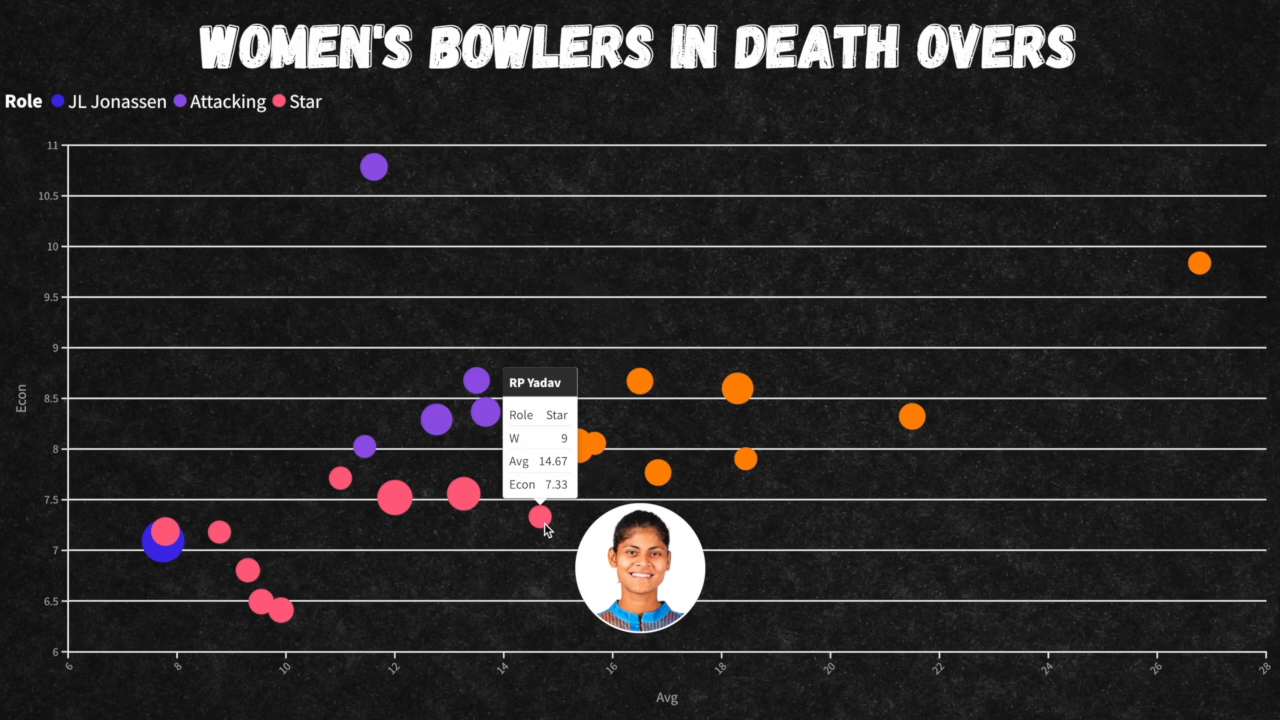 WOMEN'S BOWLERS IN DEATH OVERS
Role JL Jonassen Attacking Star
11
10.5
10
9.5
9
8.5
8
7.5
7
6.5
6
Econ
RP Yadav
Role Star
W 9
Avg 14.67
Econ 7.33
6 8 10 12 14 16 18 20 22 24 26 28
Avg